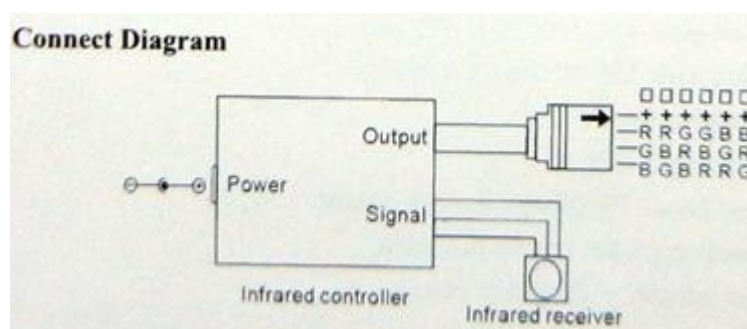 Connect Diagram
Output
+ + + + + +
R R G G B B
G B R B G R
B G B R R G
Power
Signal
Infrared controller
Infrared receiver